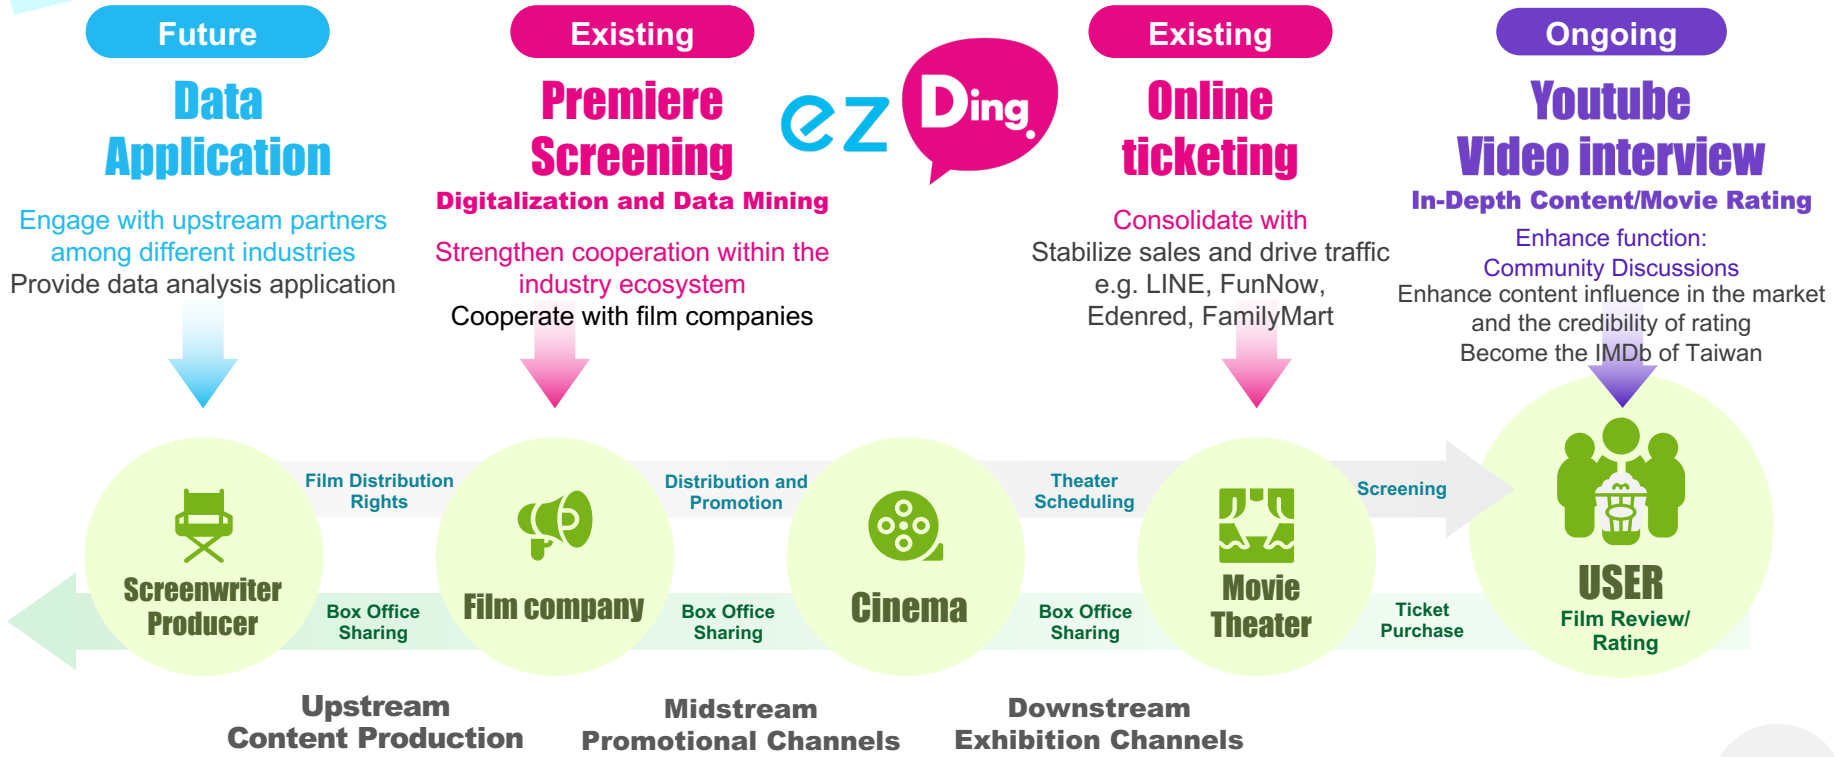 Future
Data
Application
Engage with upstream partners
among different industries
Provide data analysis application
Existing
Premiere
Screening
Digitalization and Data Mining
Strengthen cooperation within the
industry ecosystem
Cooperate with film companies
ez Ding.
Existing
Online
ticketing
Consolidate with
Stabilize sales and drive traffic
e.g. LINE, FunNow,
Edenred, FamilyMart
Ongoing
Youtube
Video interview
In-Depth Content/Movie Rating
Enhance function:
Community Discussions
Enhance content influence in the market
and the credibility of rating
Become the IMDb of Taiwan
Screenwriter
Producer
Film Distribution
Rights
Box Office
Sharing
Film company
Distribution and
Promotion
Box Office
Sharing
Cinema
Theater
Scheduling
Box Office
Sharing
Movie
Theater
Screening
Ticket
Purchase
USER
Film Review/
Rating
Upstream
Content Production
Midstream
Promotional Channels
Downstream
Exhibition Channels